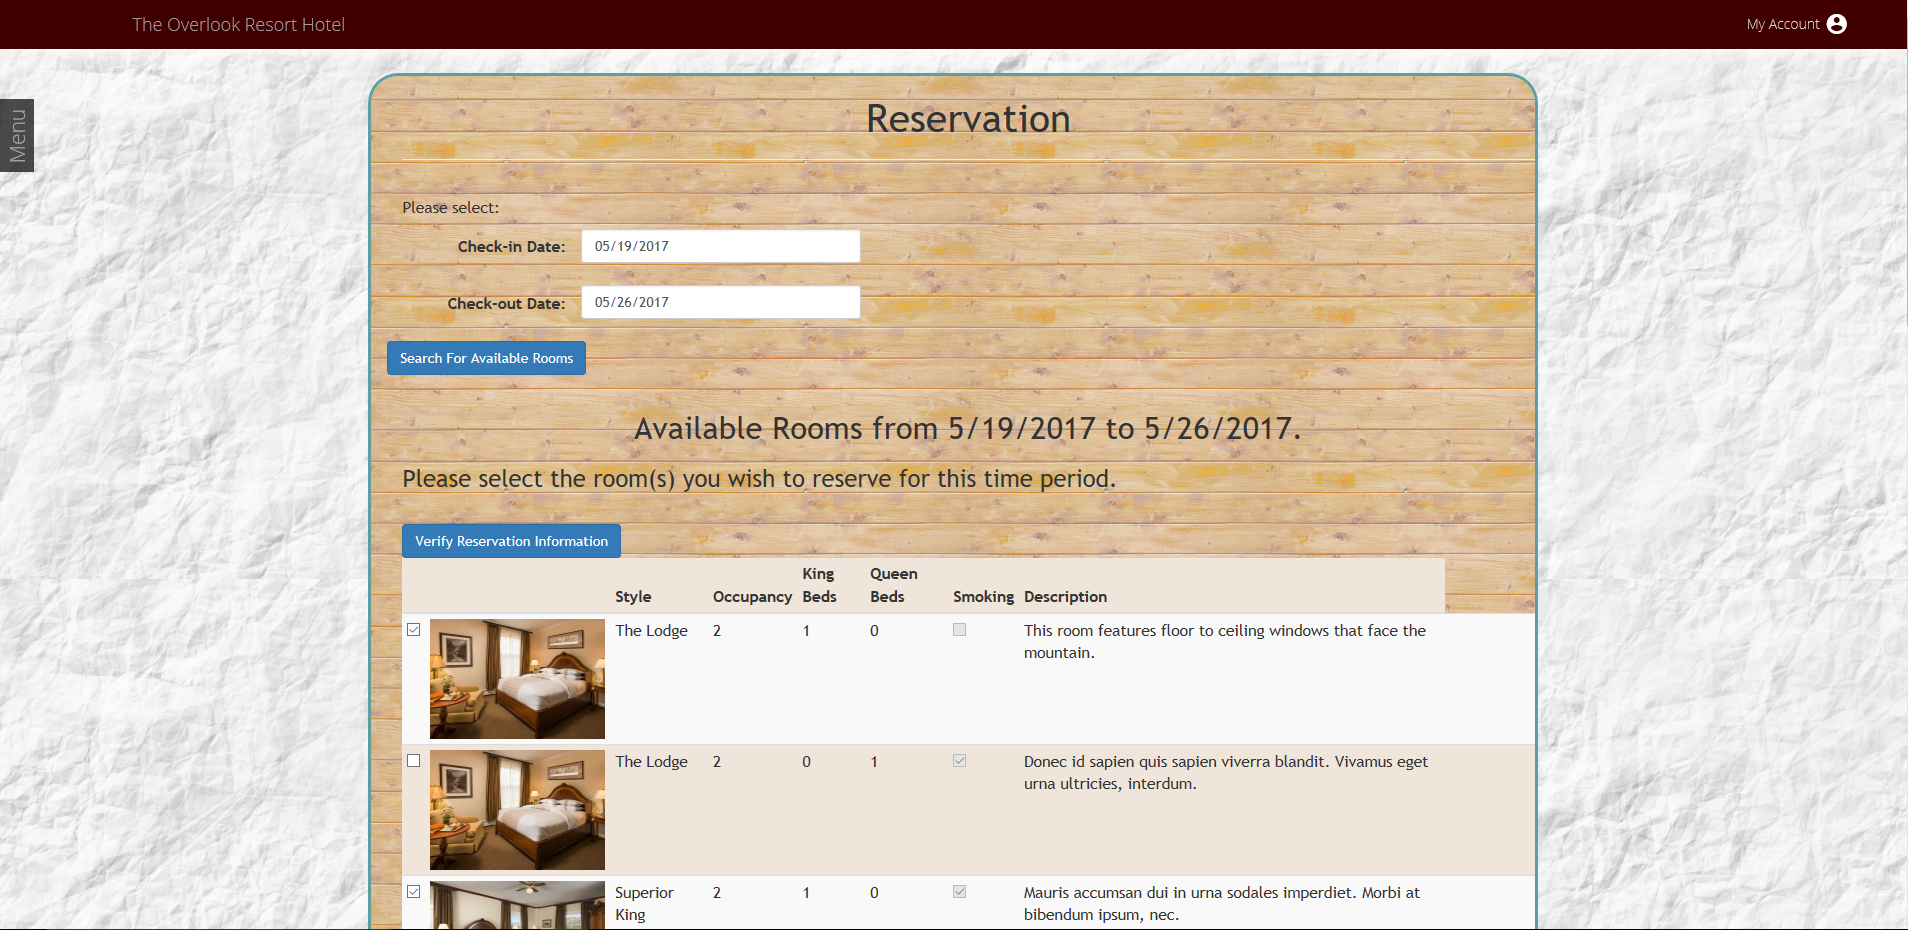 The Overlook Resort Hotel
My Account
Menu
Reservation
Please select:
Check-in Date: 05/19/2017
Check-out Date: 05/26/2017
Search For Available Rooms
Available Rooms from 5/19/2017 to 5/26/2017.
Please select the room(s) you wish to reserve for this time period.
Verify Reservation Information
Style Occupancy King Beds Queen Beds Smoking Description
The Lodge 2 1 0 This room features floor to ceiling windows that face the
mountain.
The Lodge 2 0 1 Donec id sapien quis sapien viverra blandit. Vivamus eget
urna ultricies, interdum.
Superior 2 1 0 Mauris accumsan dui in urna sodales imperdiet. Morbi at
King bibendum ipsum, nec.